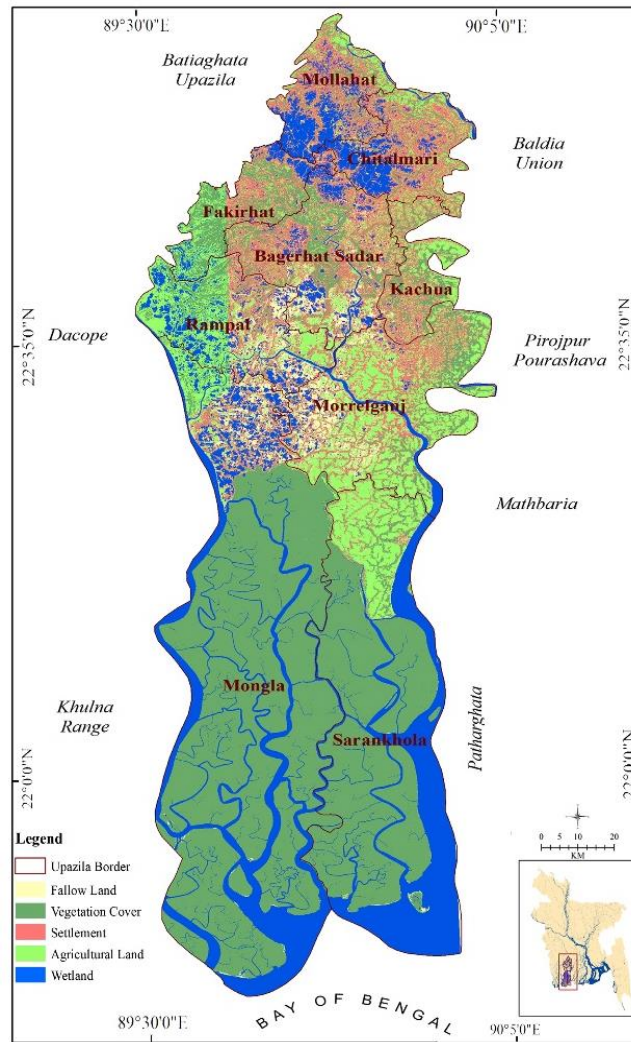 89°30'0"E
90°5'0"E
Batiaghata
Upazila
Mollahat
Baldia
Union
Chitalmari
Fakirhat
Bagerhat Sadar
Kachua
Dacope
22°35'0"N
Rampal
Pirojpur
Pourashava
22°35'0"N
Morrelganj
Mathbaria
Mongla
Khulna
Range
Sarankhola
Patharghata
22°0'0"N
22°0'0"N
Legend
Upazila Border
Fallow Land
Vegetation Cover
Settlement
Agricultural Land
Wetland
0 5 10 20
KM
BAY OF BENGAL
89°30'0"E
90°5'0"E